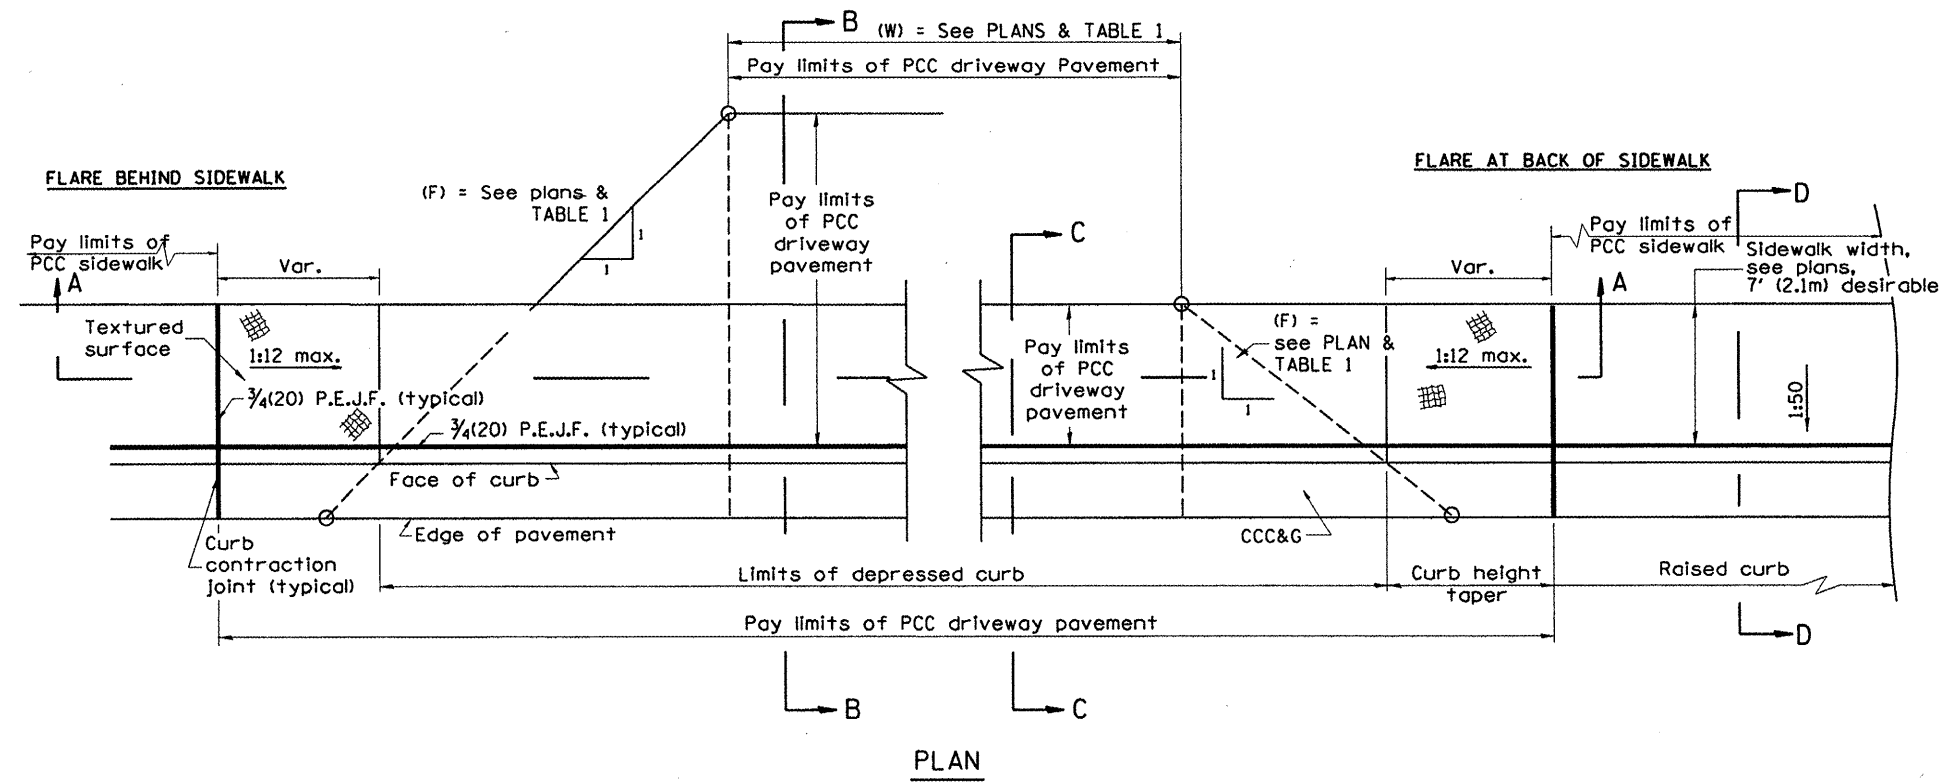 B
(W) = See PLANS & TABLE 1
Pay limits of PCC driveway Pavement
FLARE BEHIND SIDEWALK
FLARE AT BACK OF SIDEWALK
(F) = See plans &
TABLE 1
1
1
Pay limits
of PCC
driveway
pavement
C
D
Pay limits of
PCC sidewalk
A
Var.
Var.
Pay limits of
PCC sidewalk
A
Sidewalk width,
see plans,
7' (2.1m) desirable
Textured
surface
1:12 max.
3/4(20) P.E.J.F. (typical)
3/4(20) P.E.J.F. (typical)
Pay limits
of PCC
driveway
pavement
(F) =
see PLAN &
TABLE 1
1
1
1:12 max.
1:50
Face of curb
Edge of pavement
CCC&G
Curb
contraction
joint (typical)
Limits of depressed curb
Curb height
taper
Raised curb
Pay limits of PCC driveway pavement
D
B
C
PLAN